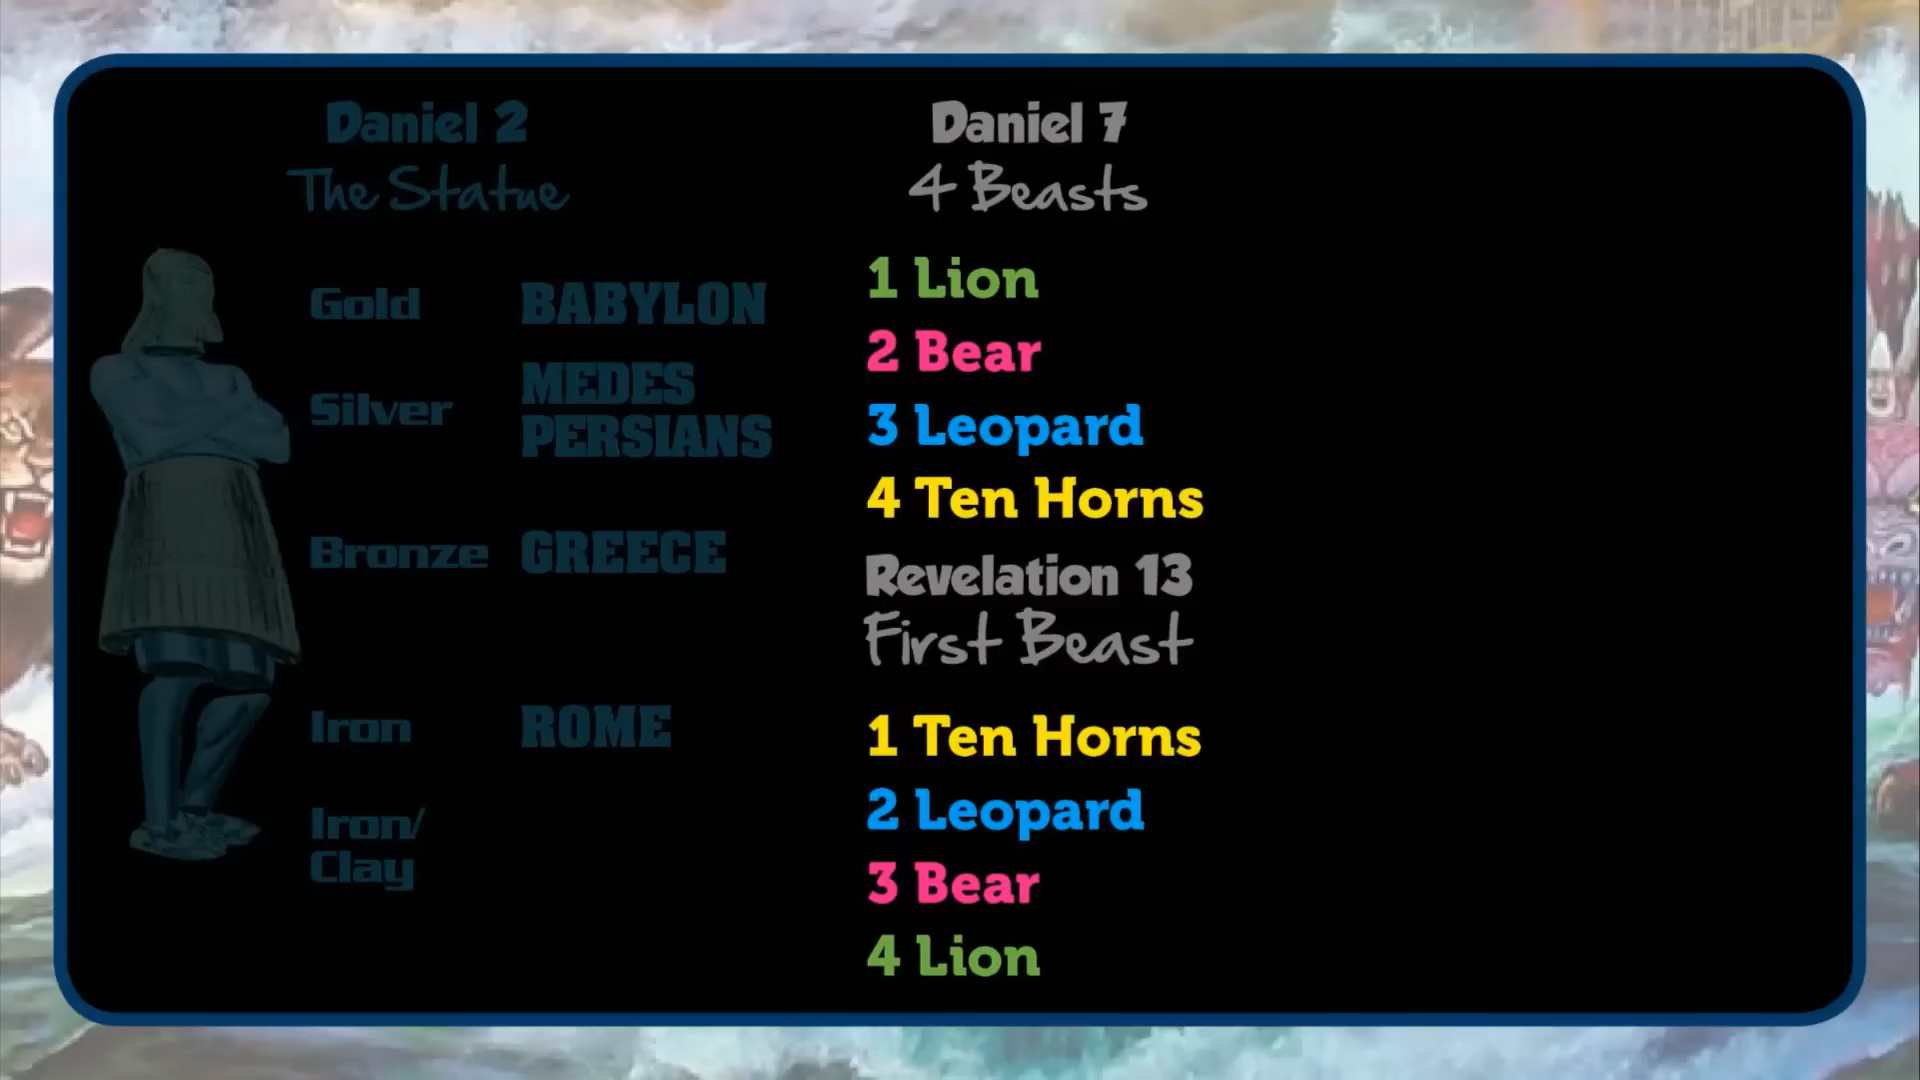 Daniel 2
The Statue
Gold BABYLON
Silver MEDES PERSIANS
Bronze GREECE
Iron ROME
Iron/
Clay
Daniel 7
4 Beasts
1 Lion
2 Bear
3 Leopard
4 Ten Horns
Revelation 13
First Beast
1 Ten Horns
2 Leopard
3 Bear
4 Lion